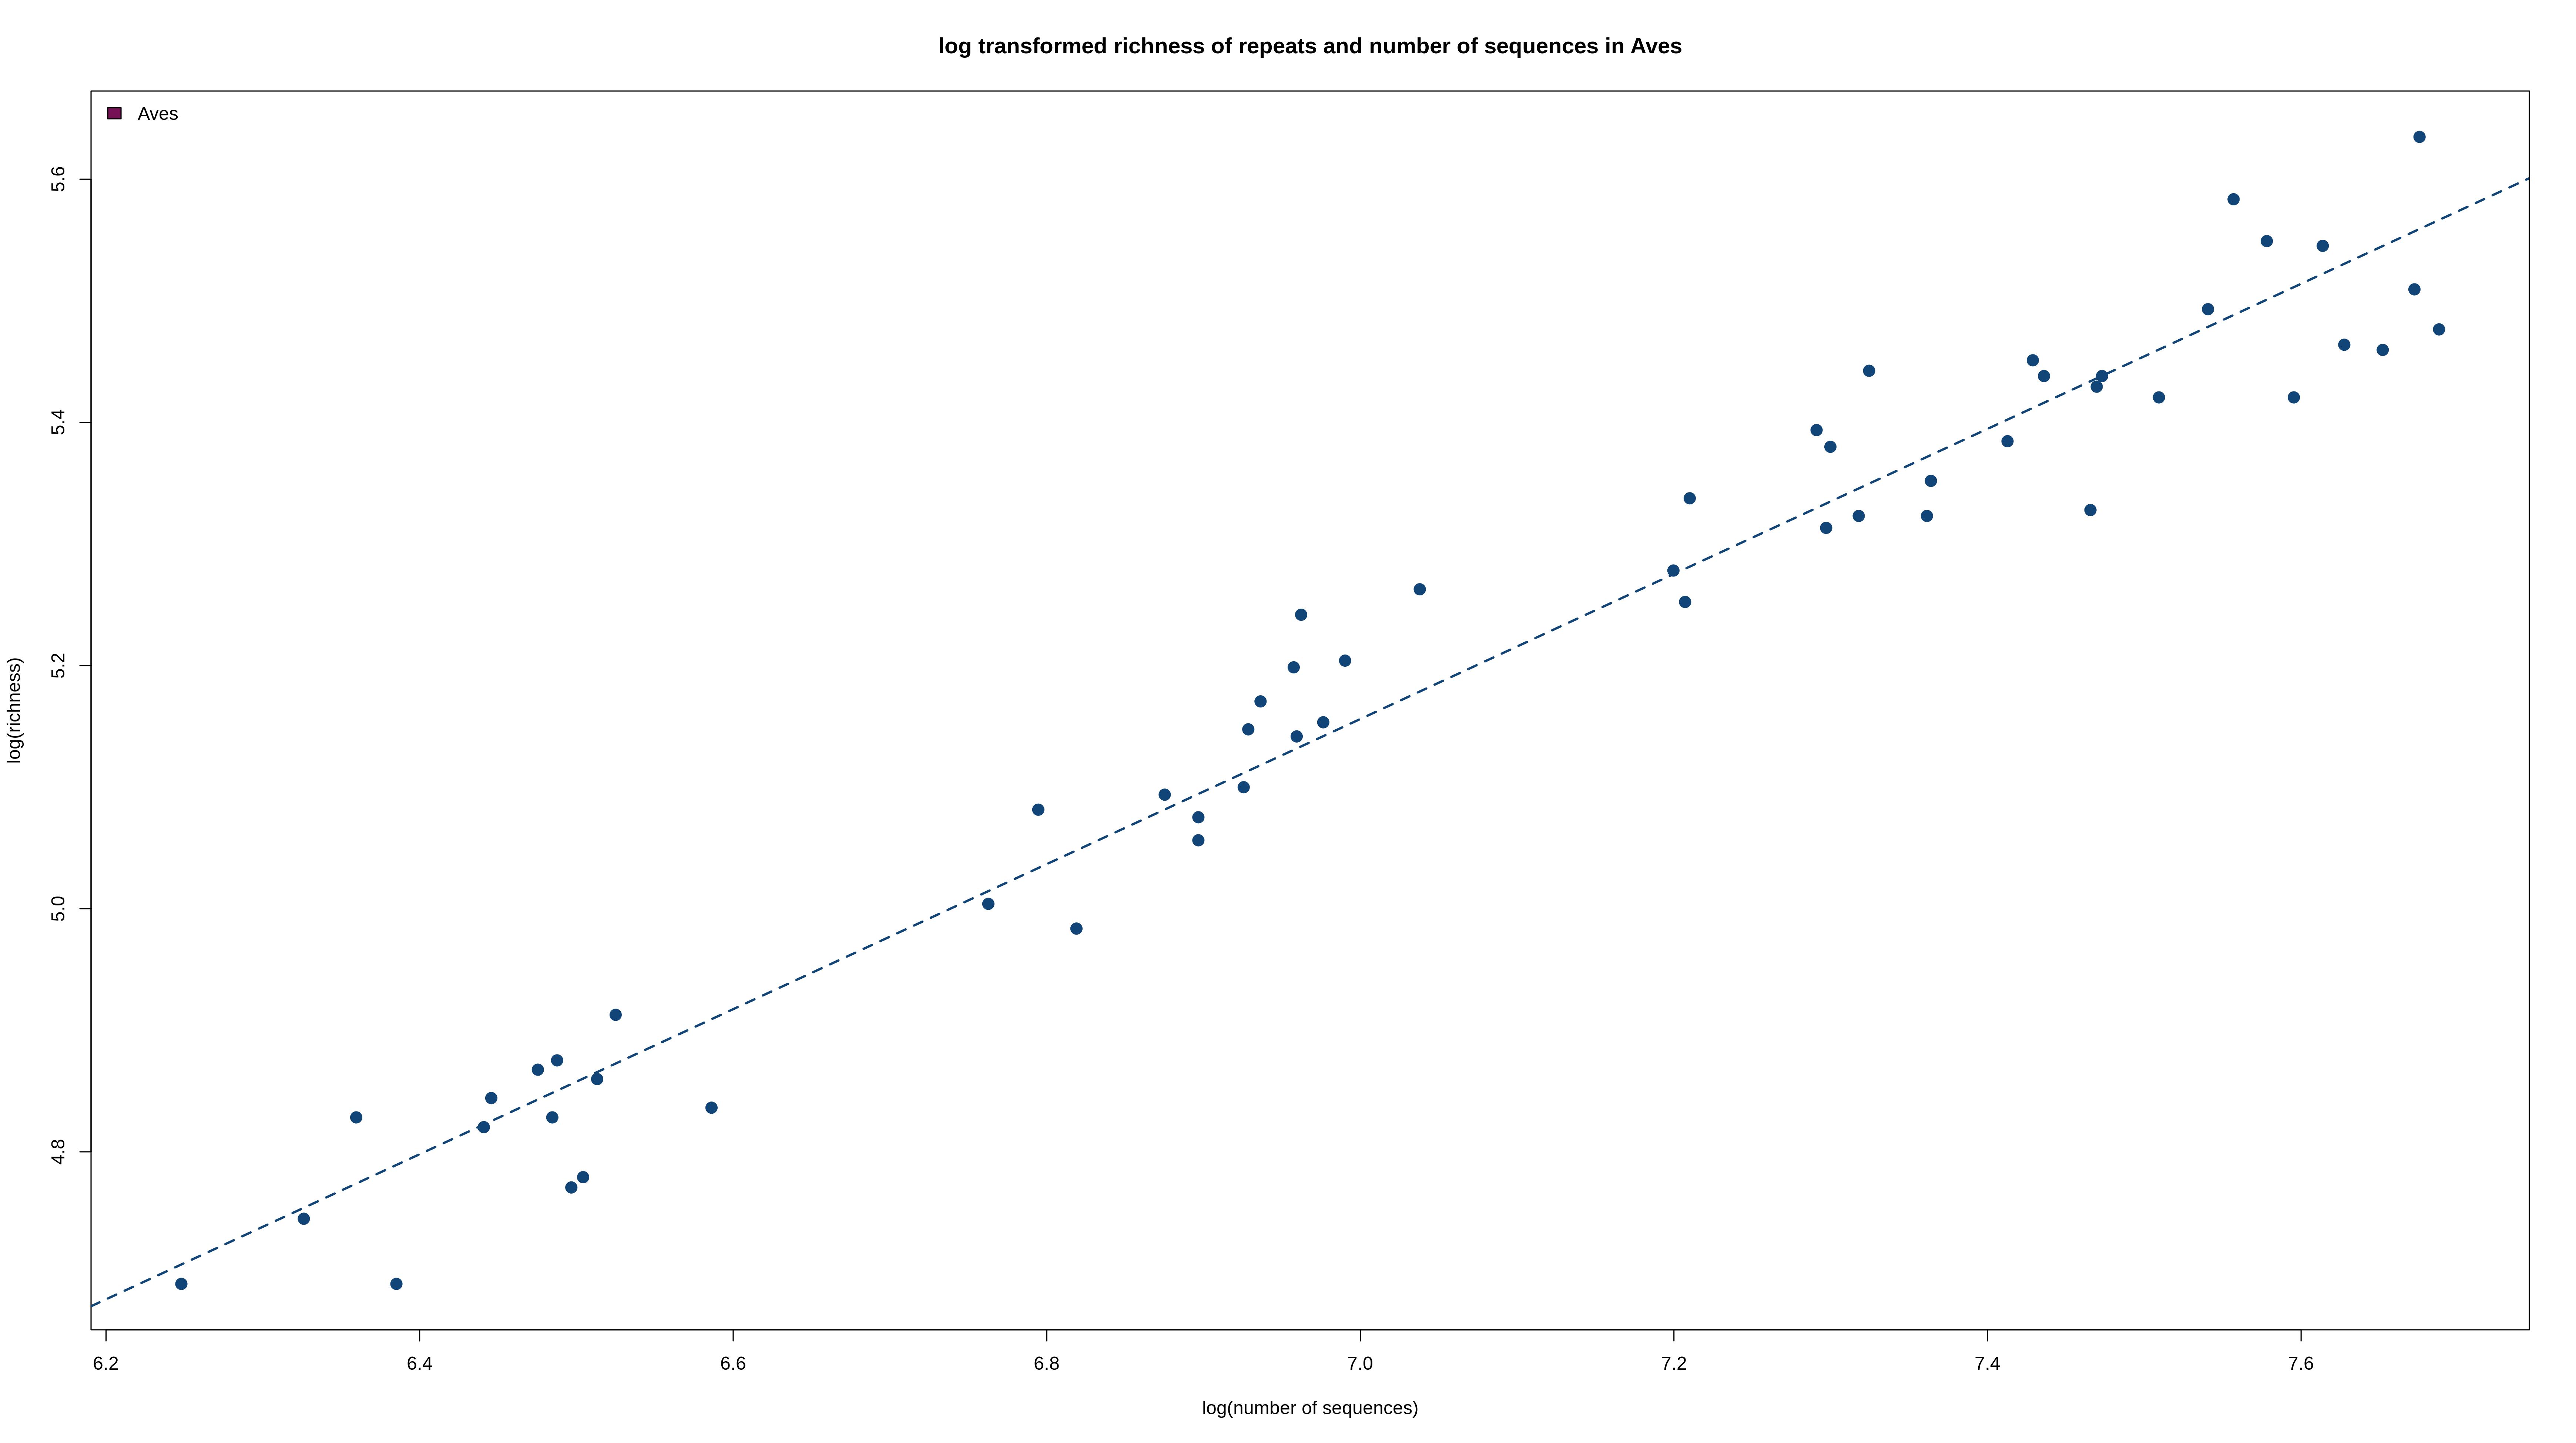 log transformed richness of repeats and number of sequences in Aves
Aves
5.6
5.4
5.2
5.0
4.8
log(richness)
6.2 6.4 6.6 6.8 7.0 7.2 7.4 7.6
log(number of sequences)